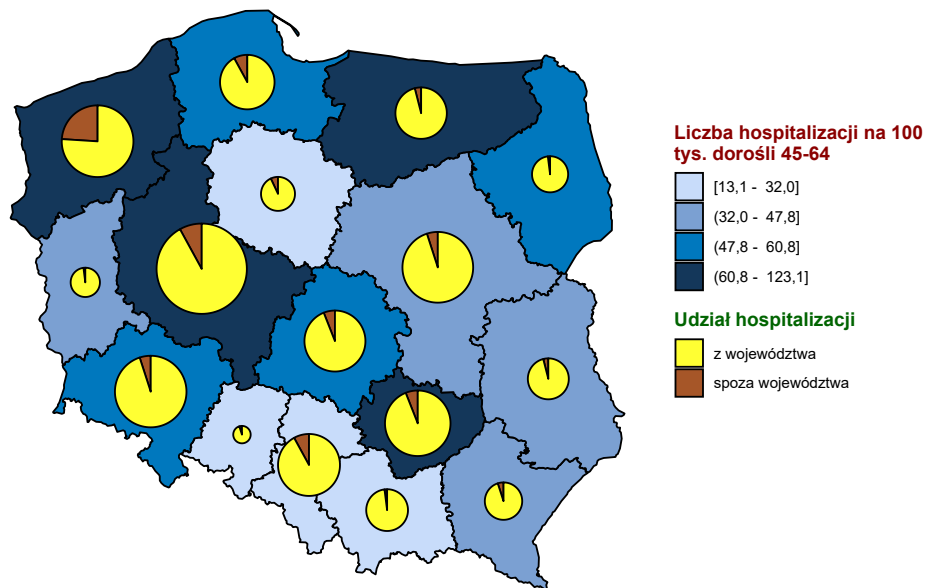 Liczba hospitalizacji na 100
tys. dorośli 45-64
[13,1 - 32,0]
(32,0 - 47,8]
(47,8 - 60,8]
(60,8 - 123,1]
Udział hospitalizacji
z województwa
spoza województwa